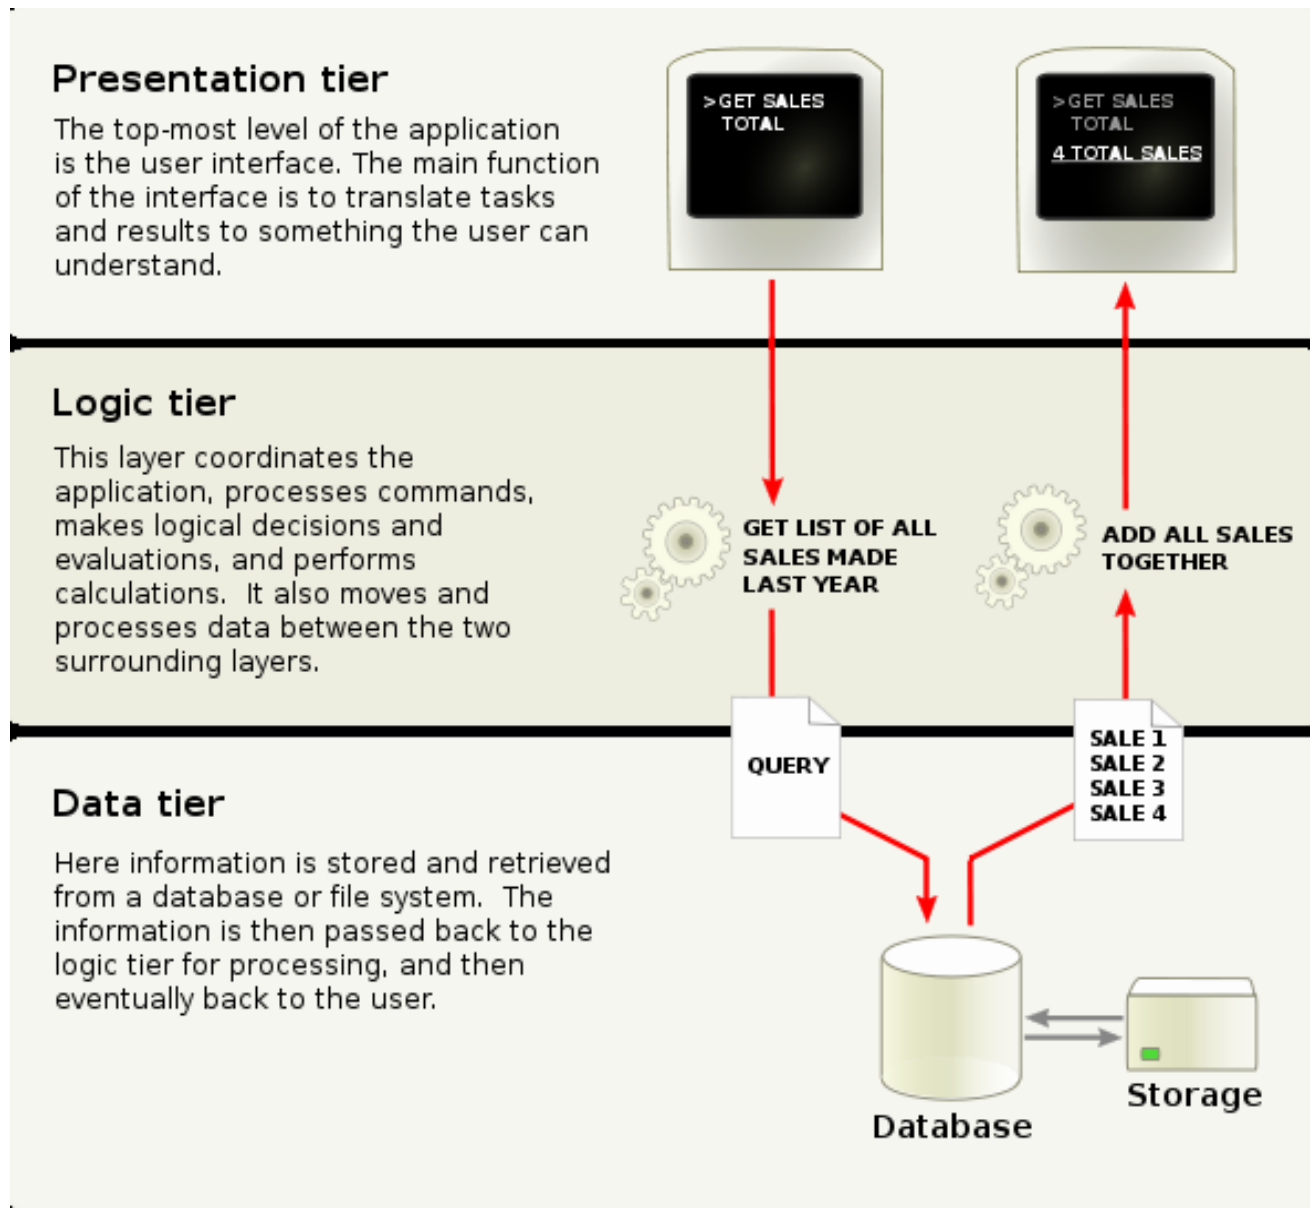 Presentation tier
The top-most level of the application
is the user interface. The main function
of the interface is to translate tasks
and results to something the user can
understand.
>GET SALES
TOTAL
>GET SALES
TOTAL
4 TOTAL SALES
Logic tier
This layer coordinates the
application, processes commands,
makes logical decisions and
evaluations, and performs
calculations.  It also moves and
processes data between the two
surrounding layers.
GET LIST OF ALL
SALES MADE
LAST YEAR
ADD ALL SALES
TOGETHER
QUERY
SALE 1
SALE 2
SALE 3
SALE 4
Data tier
Here information is stored and retrieved
from a database or file system.  The
information is then passed back to the
logic tier for processing, and then
eventually back to the user.
Database
Storage